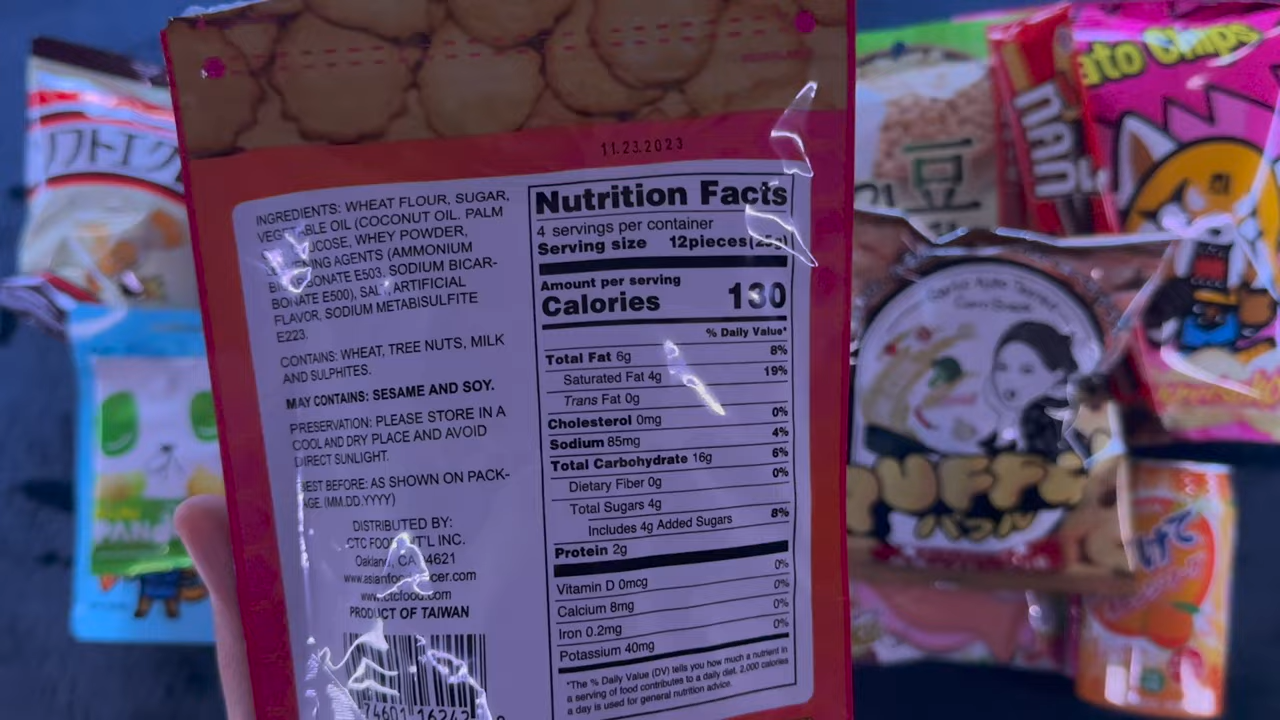 11.23.2023
INGREDIENTS: WHEAT FLOUR, SUGAR,
OIL (COCONUT OIL. PALM
WHEY POWDER,
AGENTS (AMMONIUM
E503, SODIUM BICAR-
BONATE E500), ARTIFICIAL
FLAVOR, SODIUM METABISULFITE
E223.
CONTAINS: WHEAT, TREE NUTS, MILK
AND SULPHITES.
MAY CONTAINS: SESAME AND SOY.
PRESERVATION: PLEASE STORE IN A
COOL AND DRY PLACE AND AVOID
DIRECT SUNLIGHT.
BEST BEFORE: AS SHOWN ON PACK-
AGE. (MM.DD.YYYY)
DISTRIBUTED BY:
CTC INC.
Oakland, CA
www.ctcfood.com
PRODUCT OF TAIWAN
Nutrition Facts
4 servings per container
Serving size 12pieces(25g)
Amount per serving
Calories 130
% Daily Value*
Total Fat 6g 8%
Saturated Fat 4g 19%
Trans Fat 0g
Cholesterol 0mg 0%
Sodium 85mg 4%
Total Carbohydrate 16g 6%
Dietary Fiber 0g 0%
Total Sugars 4g
Includes 4g Added Sugars 8%
Protein 2g
Vitamin D 0mcg 0%
Calcium 8mg 0%
Iron 0.2mg 0%
Potassium 40mg 0%
*The % Daily Value (DV) tells you how much a nutrient in
a serving of food contributes to a daily diet. 2,000 calories
a day is used for general nutrition advice.
豆
Chips